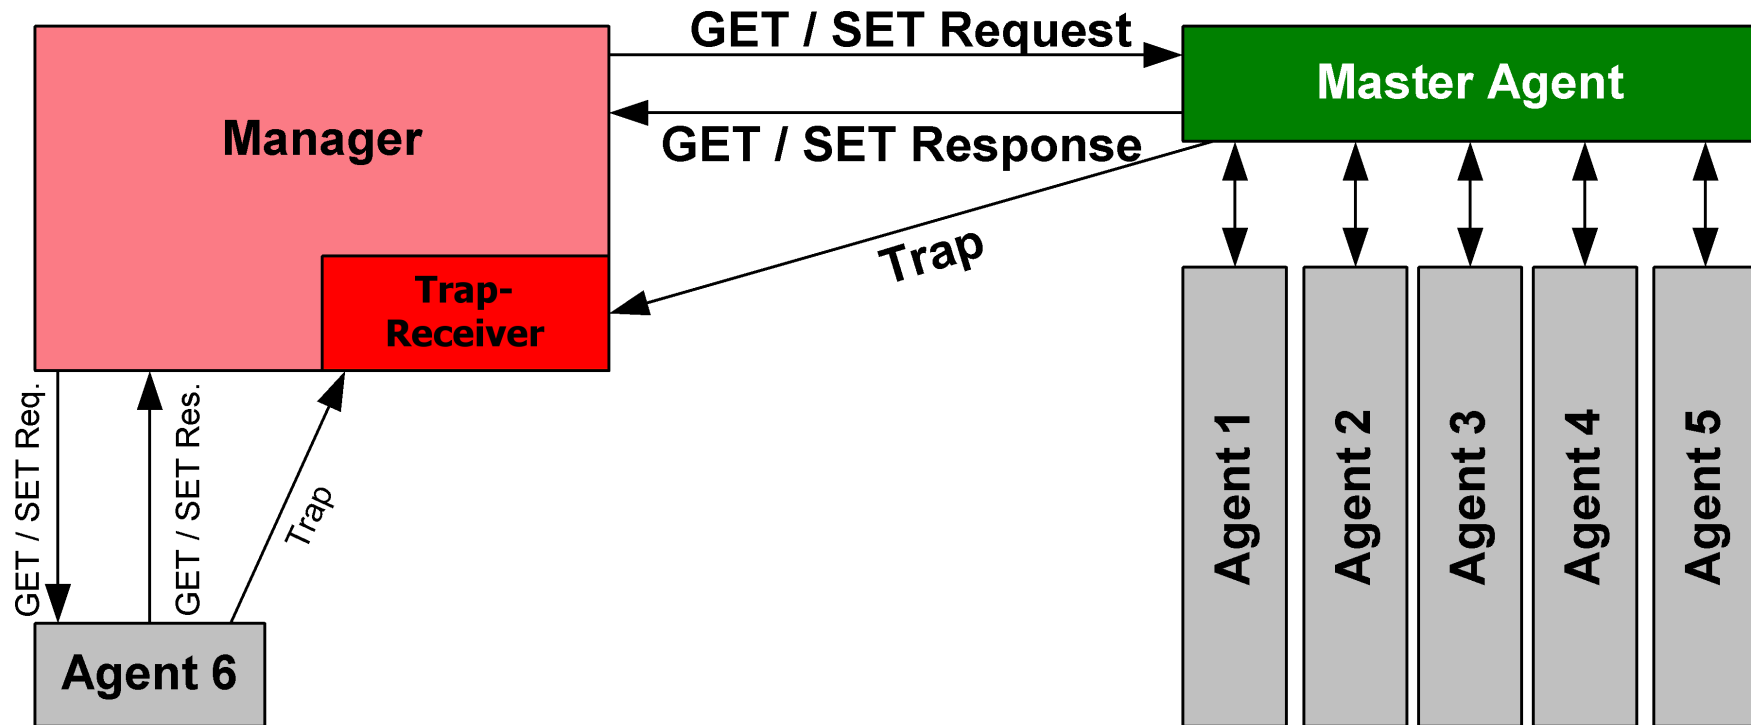 GET / SET Request
Master Agent
Manager
GET / SET Response
Trap
Trap-
Receiver
GET / SET Req.
GET / SET Res.
Trap
Agent 1
Agent 2
Agent 3
Agent 4
Agent 5
Agent 6